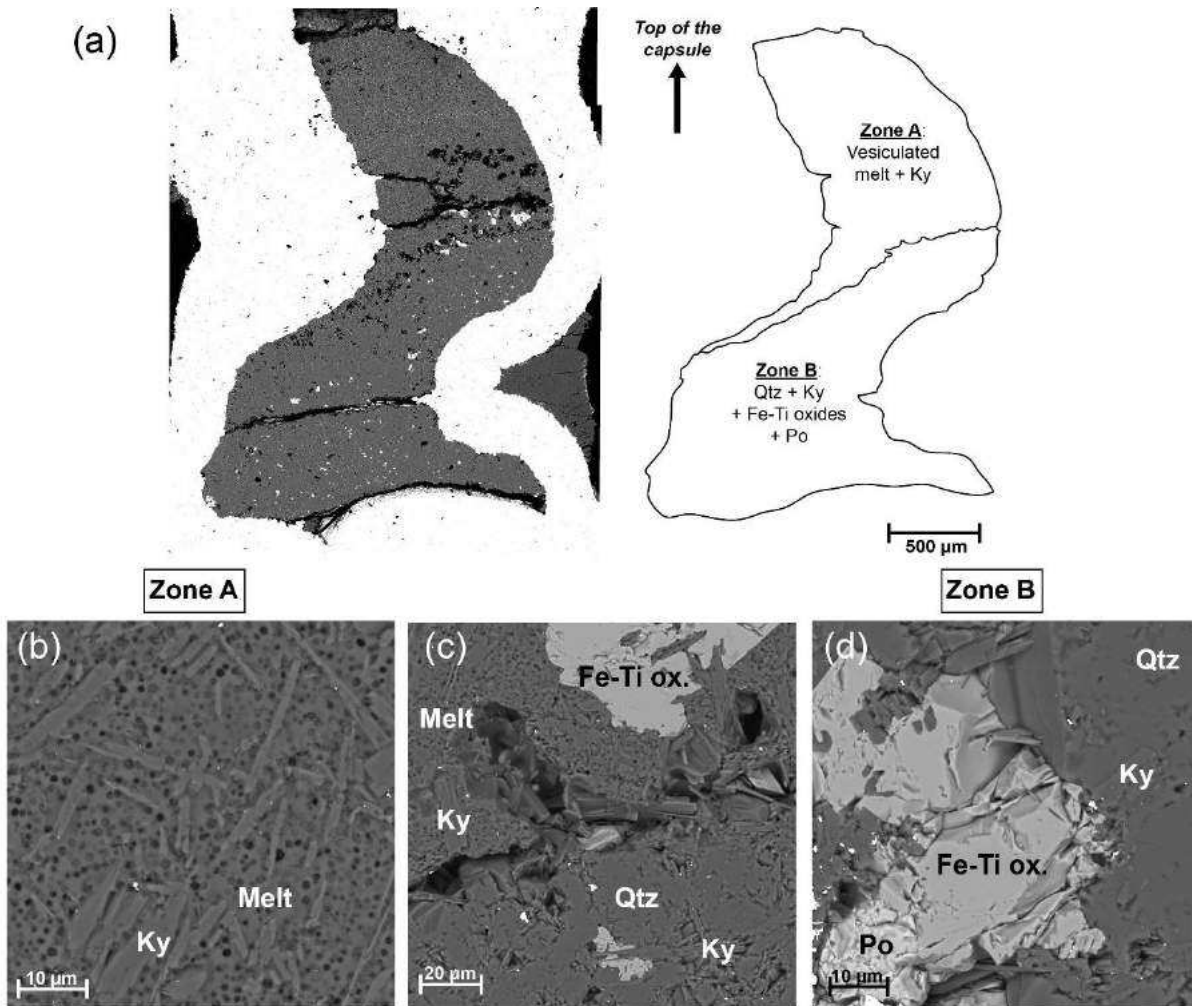 (a)
Top of the
capsule
Zone A:
Vesiculated
melt + Ky
Zone B:
Qtz + Ky
+ Fe-Ti oxides
+ Po
500 µm
Zone A
Zone B
(b)
Melt
Ky
10 µm
(c)
Fe-Ti ox.
Melt
Ky
Qtz
Ky
20 µm
(d)
Qtz
Ky
Fe-Ti ox.
Po
10 µm